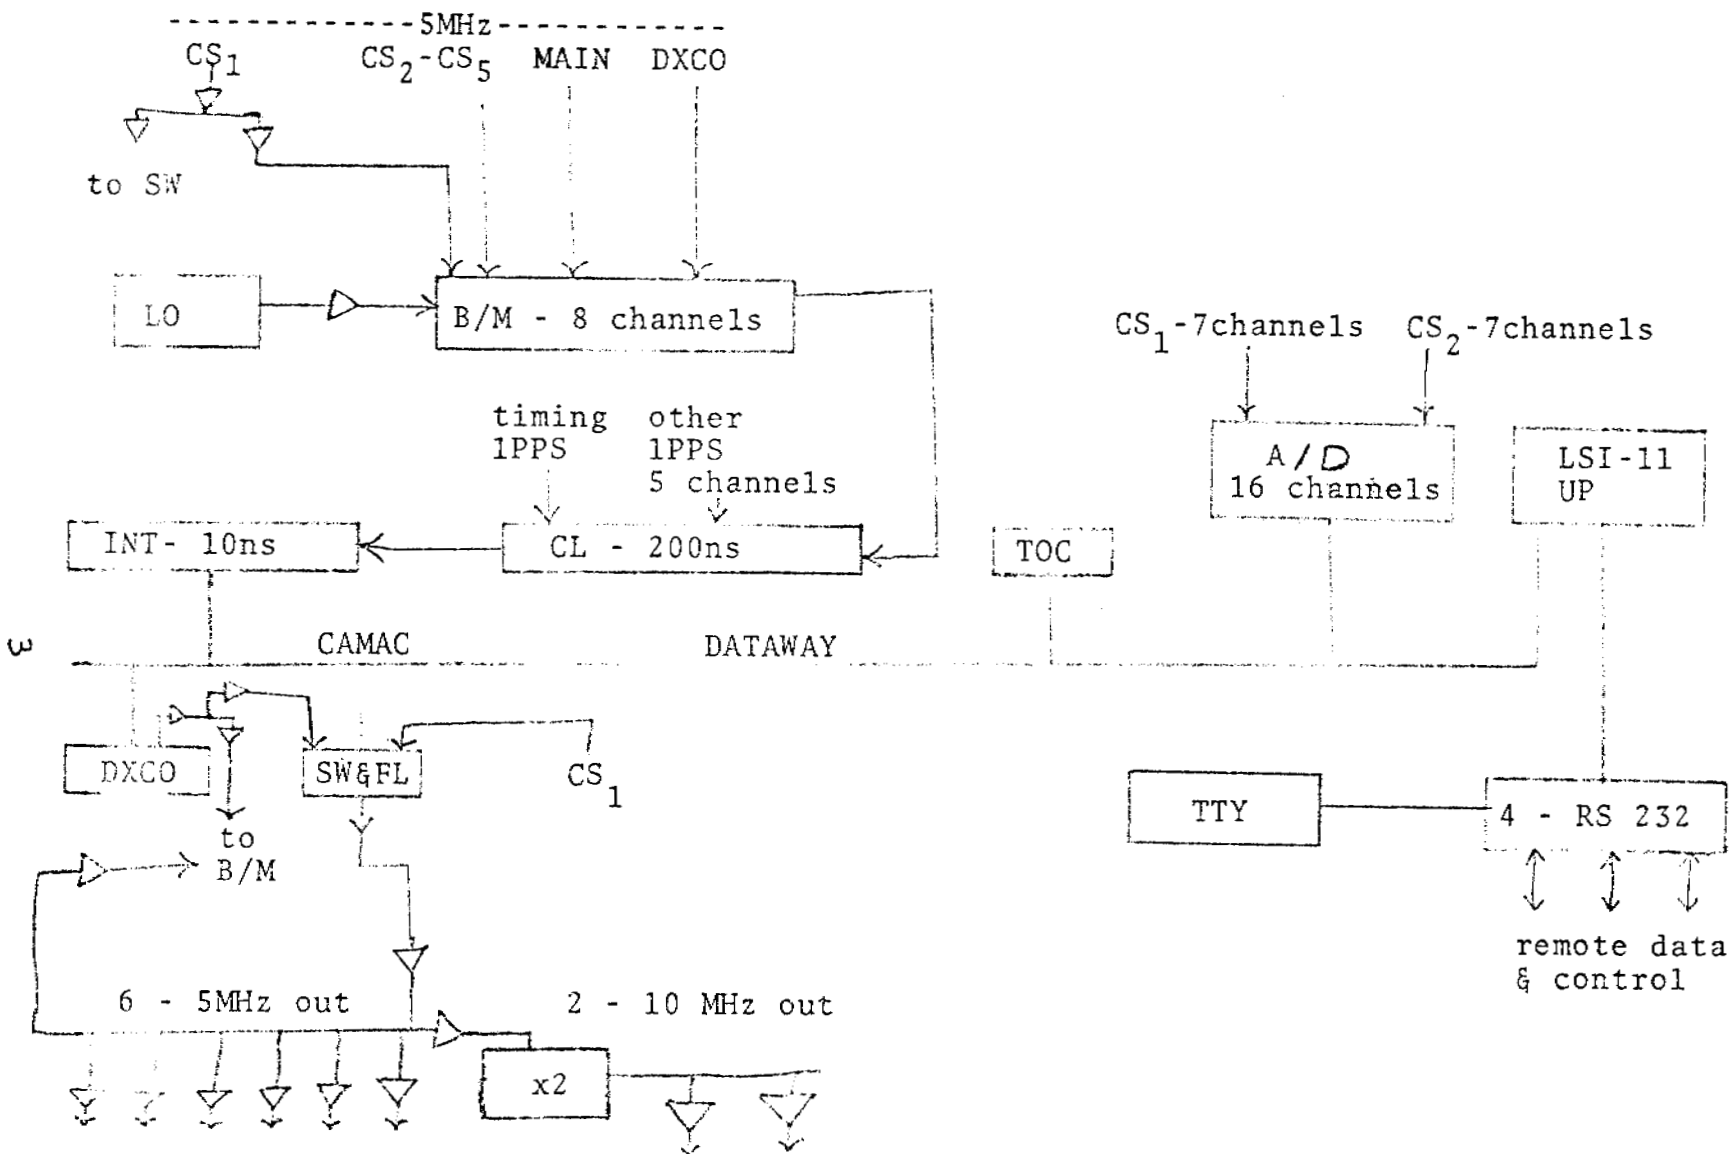 -------------5MHz-------------
CS1 CS2-CS5 MAIN DXCO
to SW
LO
B/M - 8 channels
CS1-7channels CS2-7channels
timing
1PPS
other
1PPS
5 channels
A/D
16 channels
LSI-11
UP
INT- 10ns
CL - 200ns
TOC
3
CAMAC DATAWAY
DXCO
SW&FL
CS1
to
B/M
TTY
4 - RS 232
remote data
& control
6 - 5MHz out
2 - 10 MHz out
x2